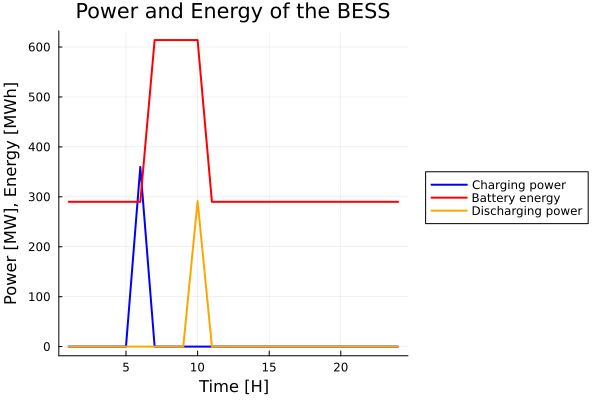 Power and Energy of the BESS
Power [MW], Energy [MWh]
600
500
400
300
200
100
0
5
10
15
20
Time [H]
Charging power
Battery energy
Discharging power